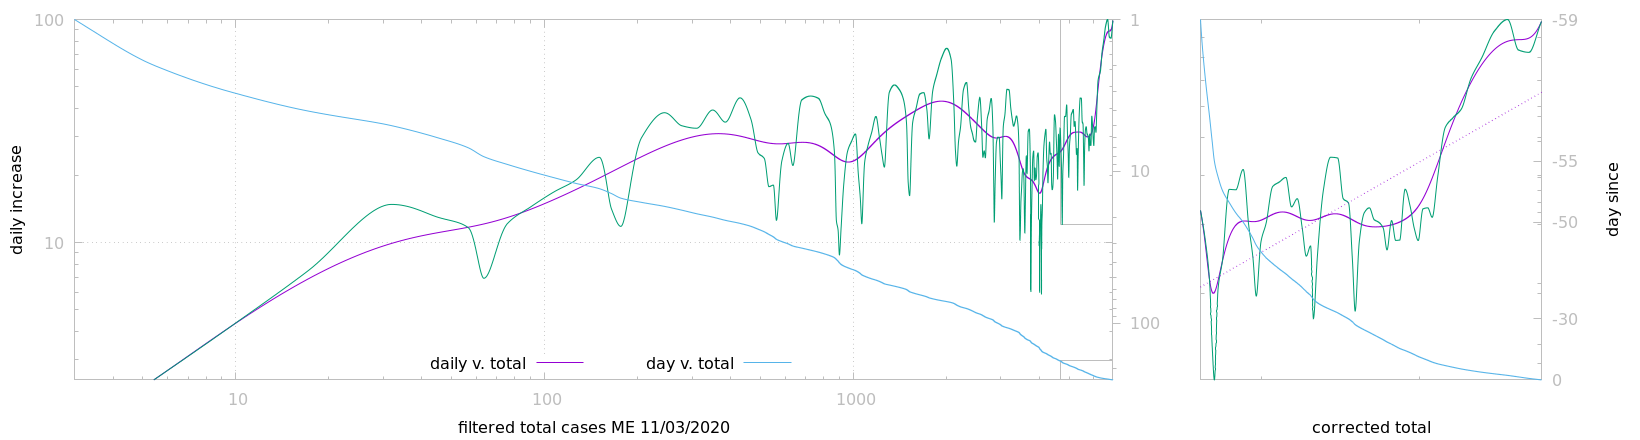 100
10
daily increase
daily v. total
day v. total
10
100
1000
filtered total cases ME 11/03/2020
1
10
100
-59
-55
-50
-30
0
day since
corrected total